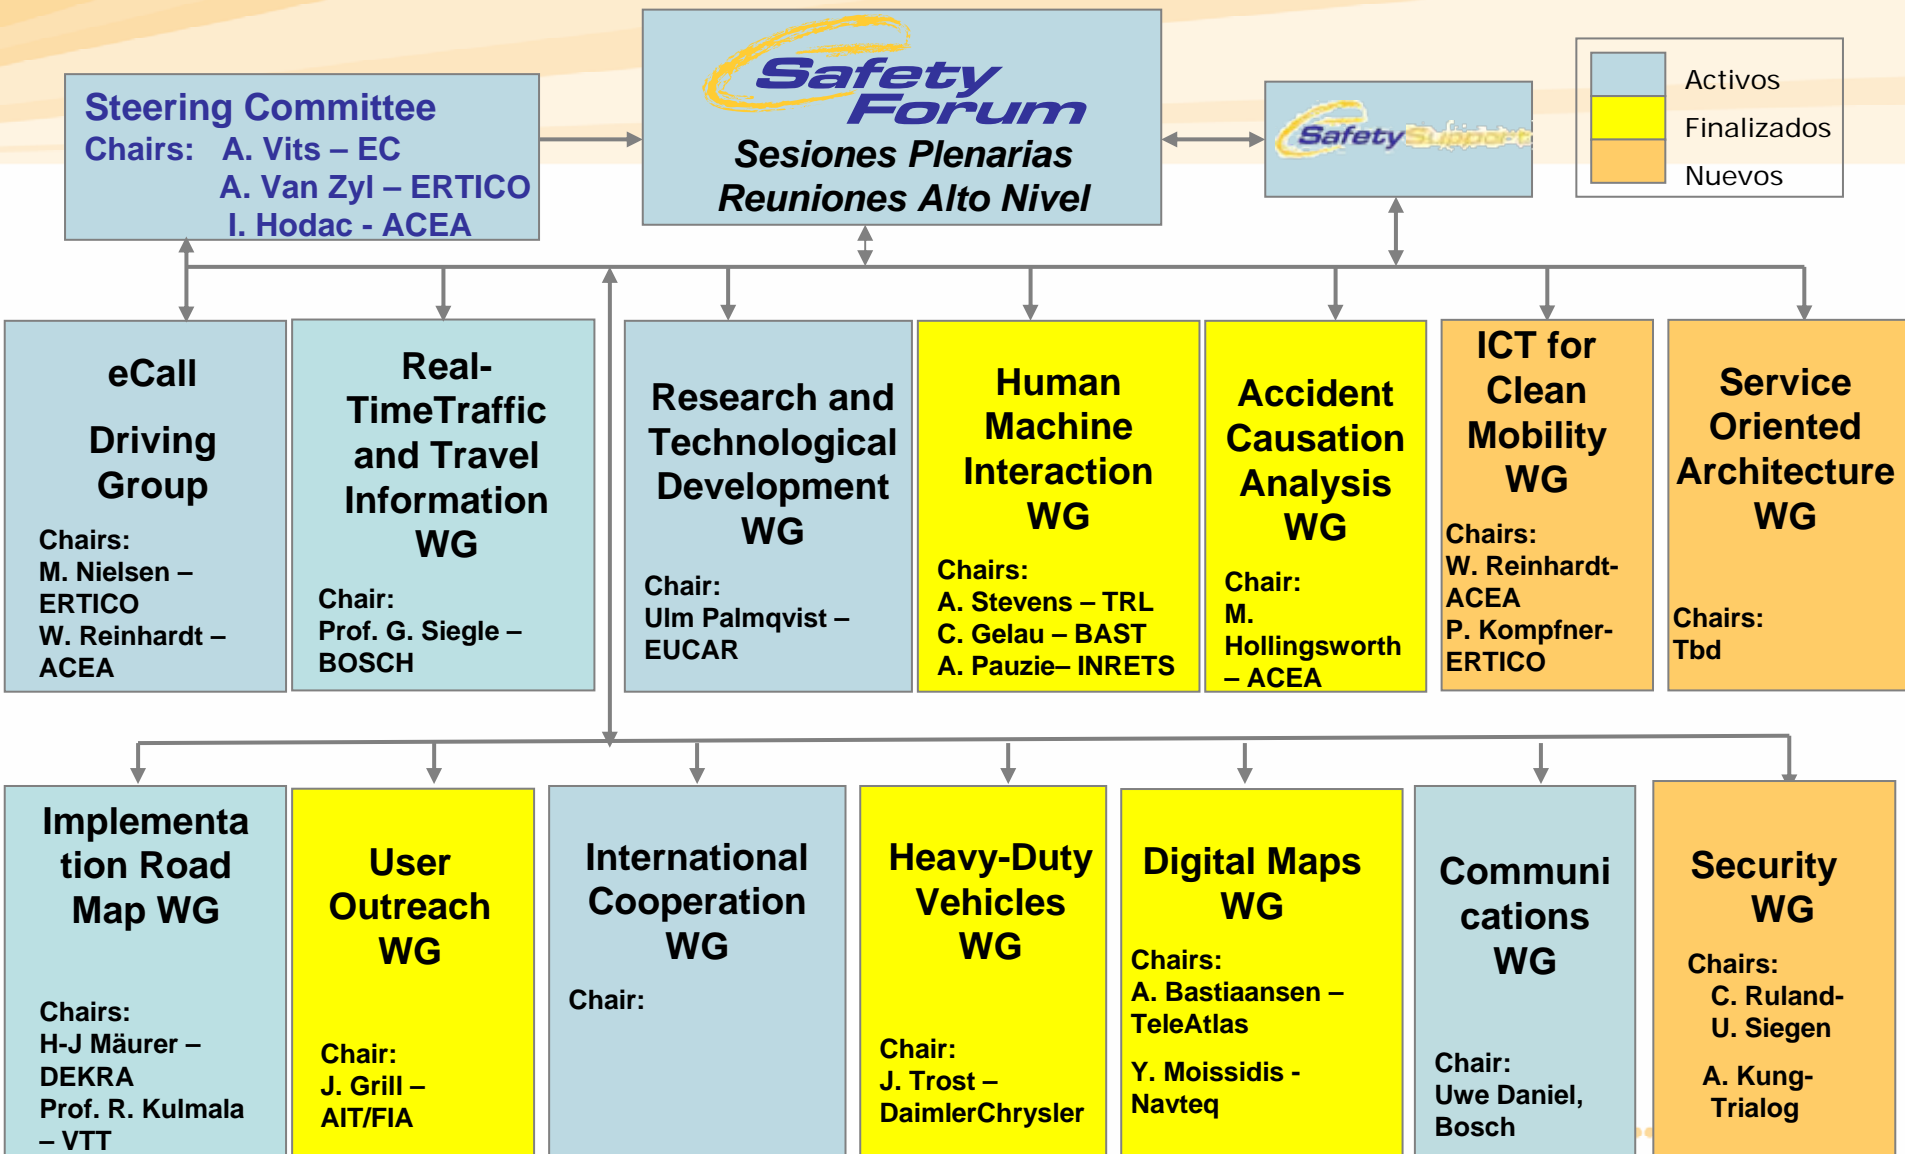 Safety
Forum
Sesiones Plenarias
Reuniones Alto Nivel
Steering Committee
Chairs: A. Vits – EC
A. Van Zyl – ERTICO
I. Hodac - ACEA
SafetySupport
Activos
Finalizados
Nuevos
eCall
Driving
Group
Chairs:
M. Nielsen –
ERTICO
W. Reinhardt –
ACEA
Real-
TimeTraffic
and Travel
Information
WG
Chair:
Prof. G. Siegle –
BOSCH
Research and
Technological
Development
WG
Chair:
Ulm Palmqvist –
EUCAR
Human
Machine
Interaction
WG
Chairs:
A. Stevens – TRL
C. Gelau – BAST
A. Pauzie– INRETS
Accident
Causation
Analysis
WG
Chair:
M.
Hollingsworth
– ACEA
ICT for
Clean
Mobility
WG
Chairs:
W. Reinhardt-
ACEA
P. Kompfner-
ERTICO
Service
Oriented
Architecture
WG
Chairs:
Tbd
Implementa
tion Road
Map WG
Chairs:
H-J Mäurer –
DEKRA
Prof. R. Kulmala
– VTT
User
Outreach
WG
Chair:
J. Grill –
AIT/FIA
International
Cooperation
WG
Chair:
Heavy-Duty
Vehicles
WG
Chair:
J. Trost –
DaimlerChrysler
Digital Maps
WG
Chairs:
A. Bastiaansen –
TeleAtlas
Y. Moissidis -
Navteq
Communi
cations
WG
Chair:
Uwe Daniel,
Bosch
Security
WG
Chairs:
C. Ruland-
U. Siegen
A. Kung-
Trialog